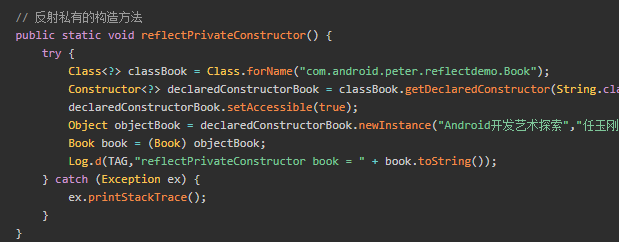 // 反射私有的构造方法
public static void reflectPrivateConstructor() {
try {
Class<?> classBook = Class.forName("com.android.peter.reflectdemo.Book");
Constructor<?> declaredConstructorBook = classBook.getDeclaredConstructor(String.cla
declaredConstructorBook.setAccessible(true);
Object objectBook = declaredConstructorBook.newInstance("Android开发艺术探索","任玉刚
Book book = (Book) objectBook;
Log.d(TAG,"reflectPrivateConstructor book = " + book.toString());
} catch (Exception ex) {
ex.printStackTrace();
}
}